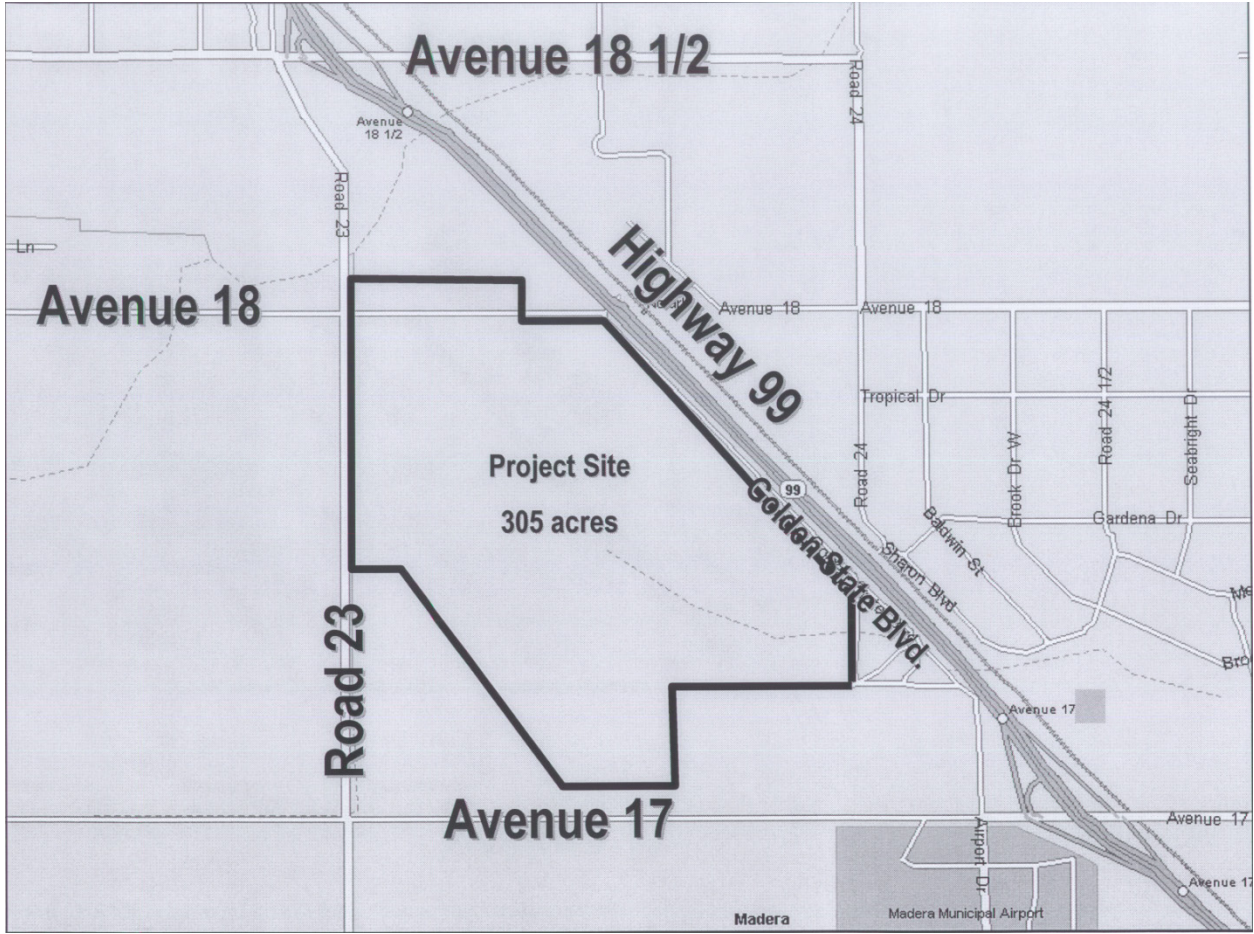 Avenue 18 1/2
Road 24
Avenue
18 1/2
Road 23
Ln
Highway 99
Avenue 18
Avenue 18
Avenue 18
Tropical Dr
Project Site
305 acres
99
Road 24
Brook Dr W
Road 24 1/2
Seabright Dr
Golden State Blvd.
Baldwin St
Gardena Dr
Sharon Blvd
Me
Bro
Road 23
Avenue 17
Avenue 17
Avenue 17
Airport Dr
Avenue 17
Madera
Madera Municipal Airport